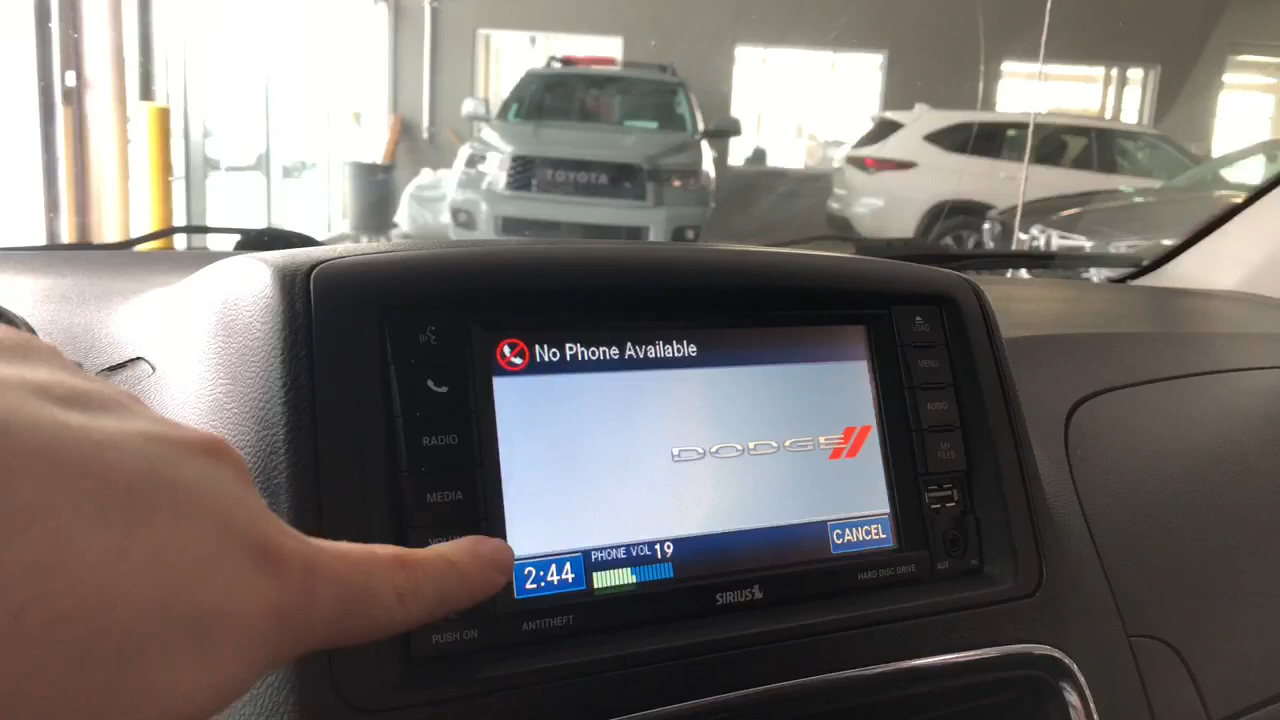 TOYOTA
No Phone Available
DODGE
CANCEL
2:44
PHONE VOL 19
RADIO
MEDIA
PUSH ON
ANTITHEFT
SIRIUS
HARD DISC DRIVE
LOAD
MENU
AUDIO
MY
FILES
AUX